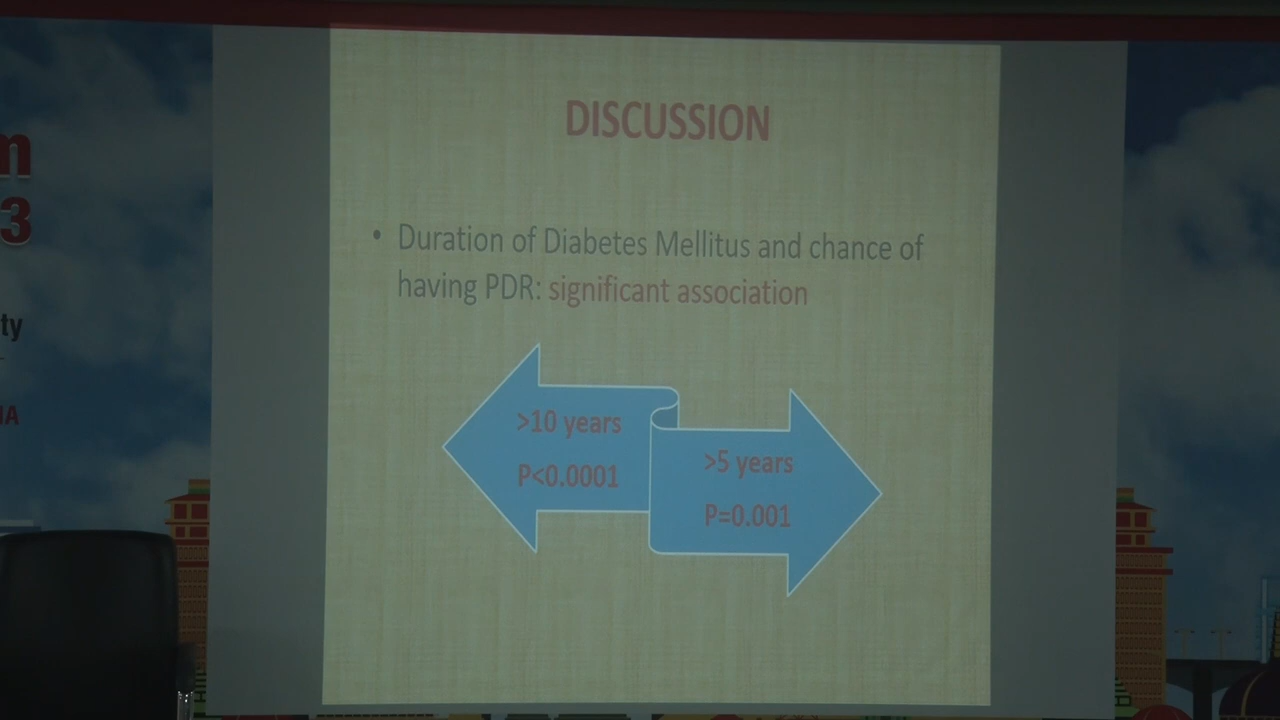 DISCUSSION
• Duration of Diabetes Mellitus and chance of
having PDR: significant association
>10 years
P<0.0001
>5 years
P=0.001
m
3
ty
IA